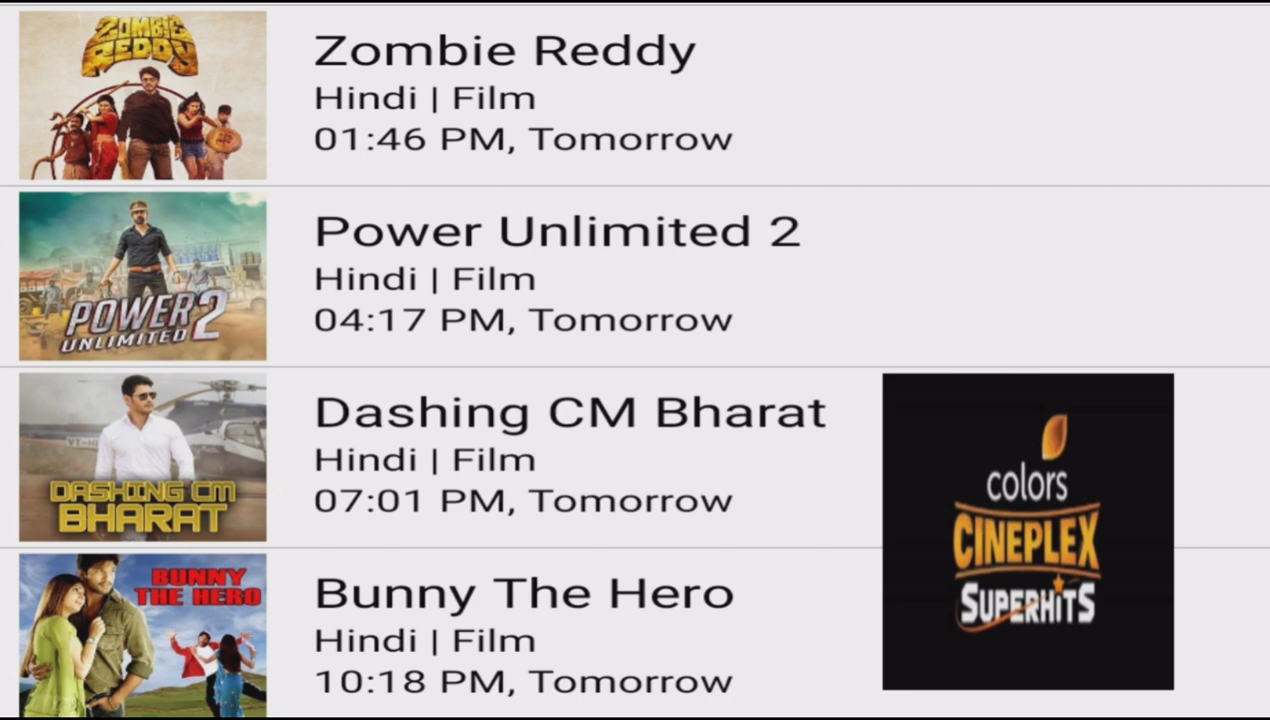 ZOMBIE
REDDY
Zombie Reddy
Hindi | Film
01:46 PM, Tomorrow
POWER 2
UNLIMITED
Power Unlimited 2
Hindi | Film
04:17 PM, Tomorrow
VT-H
DASHING CM
BHARAT
Dashing CM Bharat
Hindi | Film
07:01 PM, Tomorrow
colors
CINEPLEX
SUPERHiTS
BUNNY
THE HERO
Bunny The Hero
Hindi | Film
10:18 PM, Tomorrow